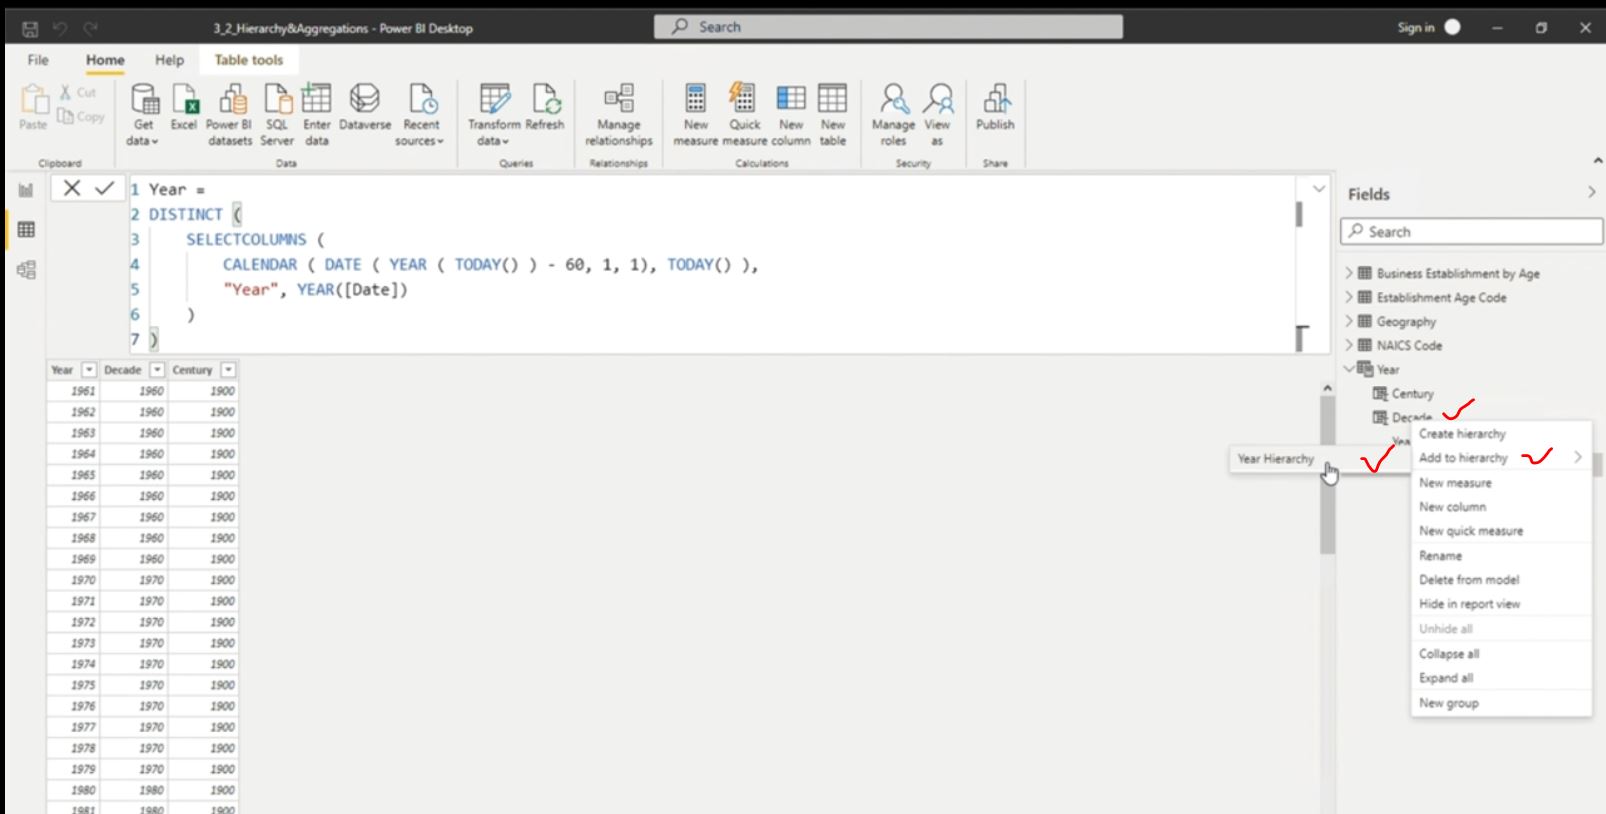 3_2_Hierarchy&Aggregations - Power BI Desktop
Search
Sign in
File Home Help Table tools
Paste
Cut
Copy
Clipboard
Get data
Excel
Power BI datasets
SQL Server
Enter data
Dataverse
Recent sources
Data
Transform data
Refresh
Queries
Manage relationships
Relationships
New measure
Quick measure
New column
New table
Calculations
Manage roles
View as
Security
Publish
Share
1 Year =
2 DISTINCT (
3 SELECTCOLUMNS (
4 CALENDAR ( DATE ( YEAR ( TODAY() ) - 60, 1, 1), TODAY() ),
5 "Year", YEAR([Date])
6 )
7 )
Year Decade Century
1961 1960 1900
1962 1960 1900
1963 1960 1900
1964 1960 1900
1965 1960 1900
1966 1960 1900
1967 1960 1900
1968 1960 1900
1969 1960 1900
1970 1970 1900
1971 1970 1900
1972 1970 1900
1973 1970 1900
1974 1970 1900
1975 1970 1900
1976 1970 1900
1977 1970 1900
1978 1970 1900
1979 1970 1900
1980 1980 1900
1981 1980 1900
Fields
Search
Business Establishment by Age
Establishment Age Code
Geography
NAICS Code
Year
Century
Decade
Yea
Year Hierarchy
Create hierarchy
Add to hierarchy
New measure
New column
New quick measure
Rename
Delete from model
Hide in report view
Unhide all
Collapse all
Expand all
New group